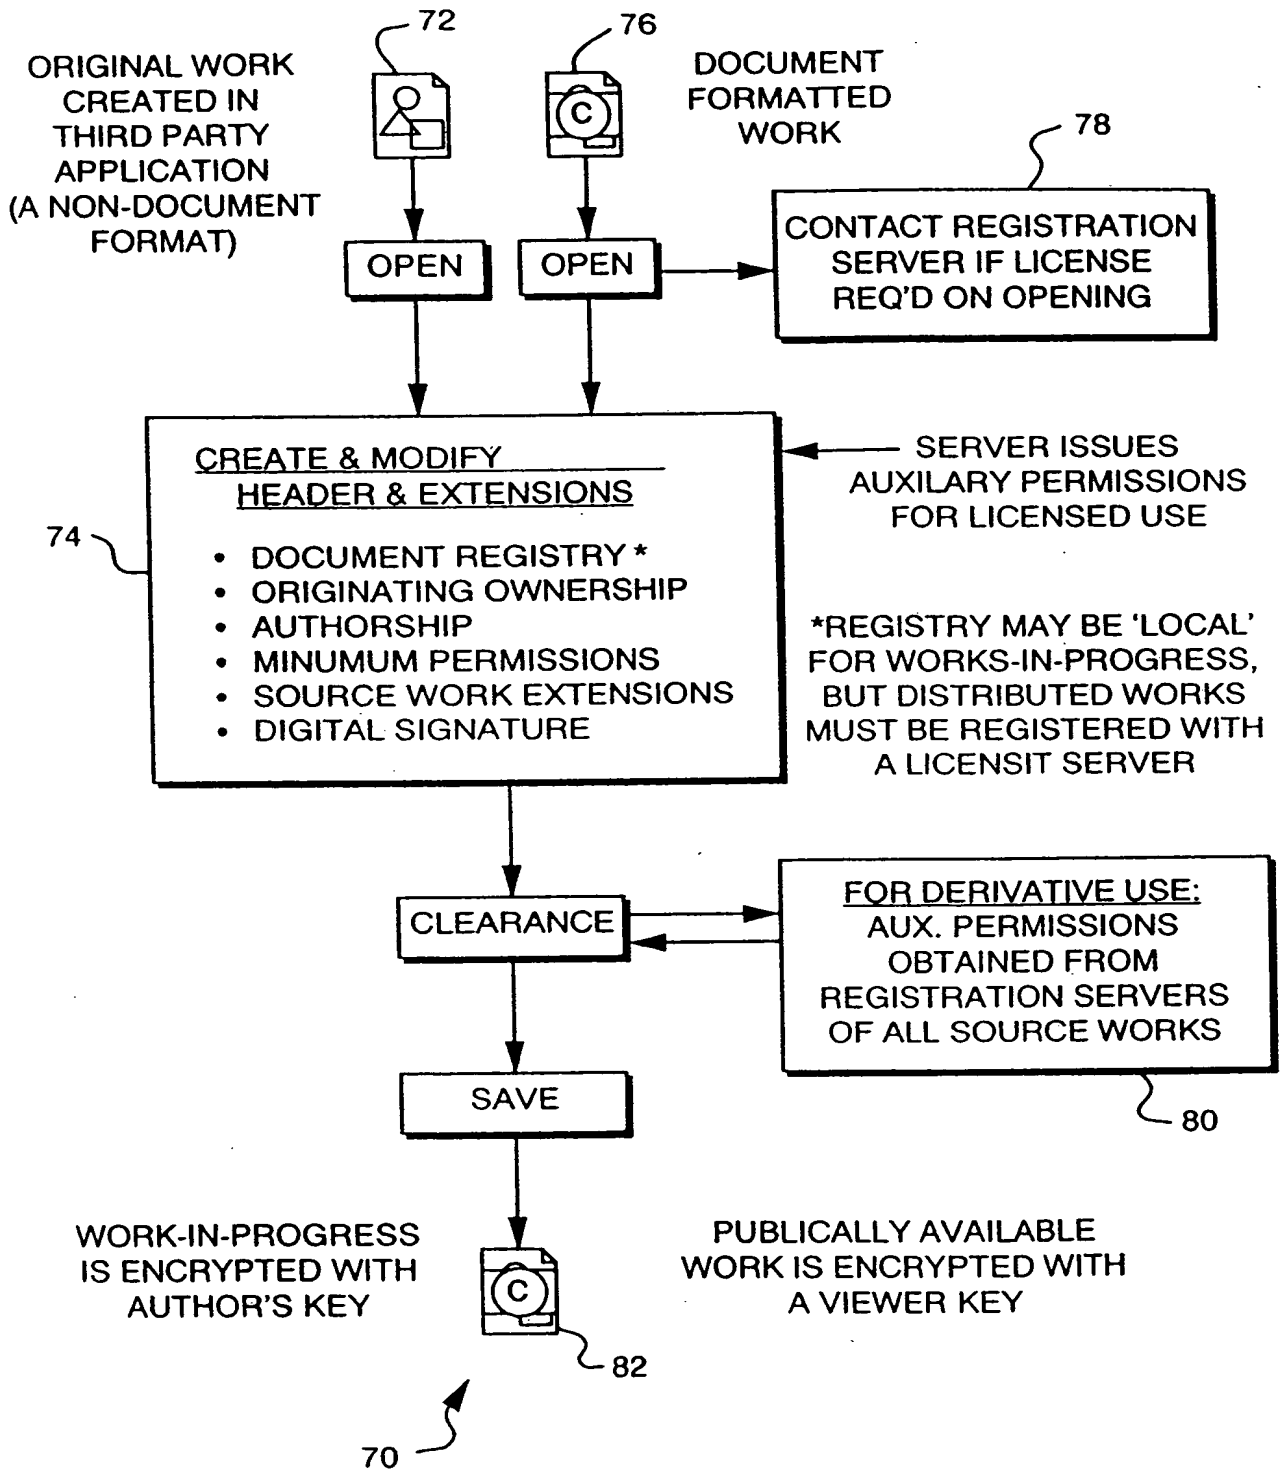 72
ORIGINAL WORK
CREATED IN
THIRD PARTY
APPLICATION
(A NON-DOCUMENT
FORMAT)
76
C
DOCUMENT
FORMATTED
WORK
78
OPEN
OPEN
CONTACT REGISTRATION
SERVER IF LICENSE
REQ'D ON OPENING
74
CREATE & MODIFY
HEADER & EXTENSIONS
• DOCUMENT REGISTRY *
• ORIGINATING OWNERSHIP
• AUTHORSHIP
• MINUMUM PERMISSIONS
• SOURCE WORK EXTENSIONS
• DIGITAL SIGNATURE
SERVER ISSUES
AUXILARY PERMISSIONS
FOR LICENSED USE
*REGISTRY MAY BE 'LOCAL'
FOR WORKS-IN-PROGRESS,
BUT DISTRIBUTED WORKS
MUST BE REGISTERED WITH
A LICENSIT SERVER
CLEARANCE
FOR DERIVATIVE USE:
AUX. PERMISSIONS
OBTAINED FROM
REGISTRATION SERVERS
OF ALL SOURCE WORKS
80
SAVE
WORK-IN-PROGRESS
IS ENCRYPTED WITH
AUTHOR'S KEY
C
82
PUBLICALLY AVAILABLE
WORK IS ENCRYPTED WITH
A VIEWER KEY
70